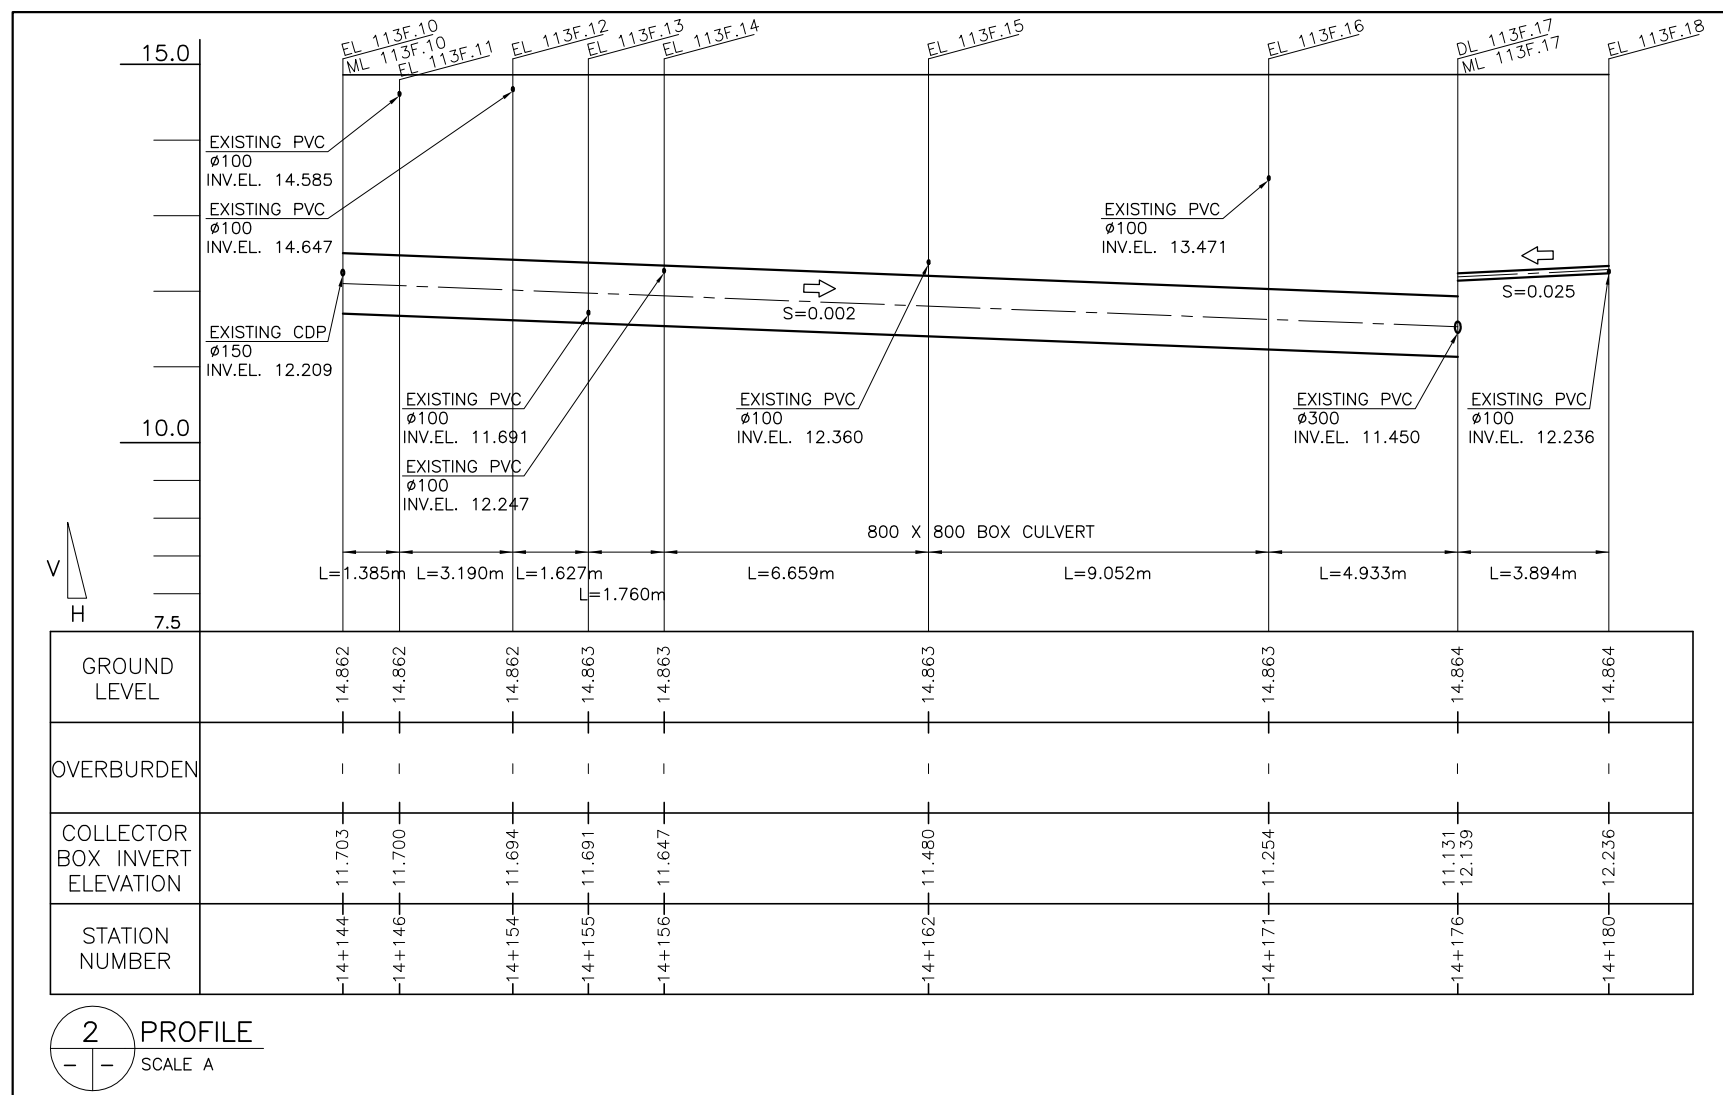 EL 113F.10
ML 113F.10
EL 113F.11
EL 113F.12
EL 113F.13
EL 113F.14
EL 113F.15
EL 113F.16
DL 113F.17
ML 113F.17
EL 113F.18
15.0
EXISTING PVC
ø100
INV.EL. 14.585
EXISTING PVC
ø100
INV.EL. 14.647
EXISTING PVC
ø100
INV.EL. 13.471
S=0.002
S=0.025
EXISTING CDP
ø150
INV.EL. 12.209
EXISTING PVC
ø100
INV.EL. 11.691
EXISTING PVC
ø100
INV.EL. 12.360
EXISTING PVC
ø300
INV.EL. 11.450
EXISTING PVC
ø100
INV.EL. 12.236
10.0
EXISTING PVC
ø100
INV.EL. 12.247
800 X 800 BOX CULVERT
V
H
L=1.385m
L=3.190m
L=1.627m
L=1.760m
L=6.659m
L=9.052m
L=4.933m
L=3.894m
7.5
GROUND
LEVEL
14.862
14.862
14.862
14.863
14.863
14.863
14.863
14.864
14.864
OVERBURDEN
–
–
–
–
–
–
–
–
–
COLLECTOR
BOX INVERT
ELEVATION
11.703
11.700
11.694
11.691
11.647
11.480
11.254
11.131
12.139
12.236
STATION
NUMBER
14+144
14+146
14+154
14+155
14+156
14+162
14+171
14+176
14+180
2
– –
PROFILE
SCALE A